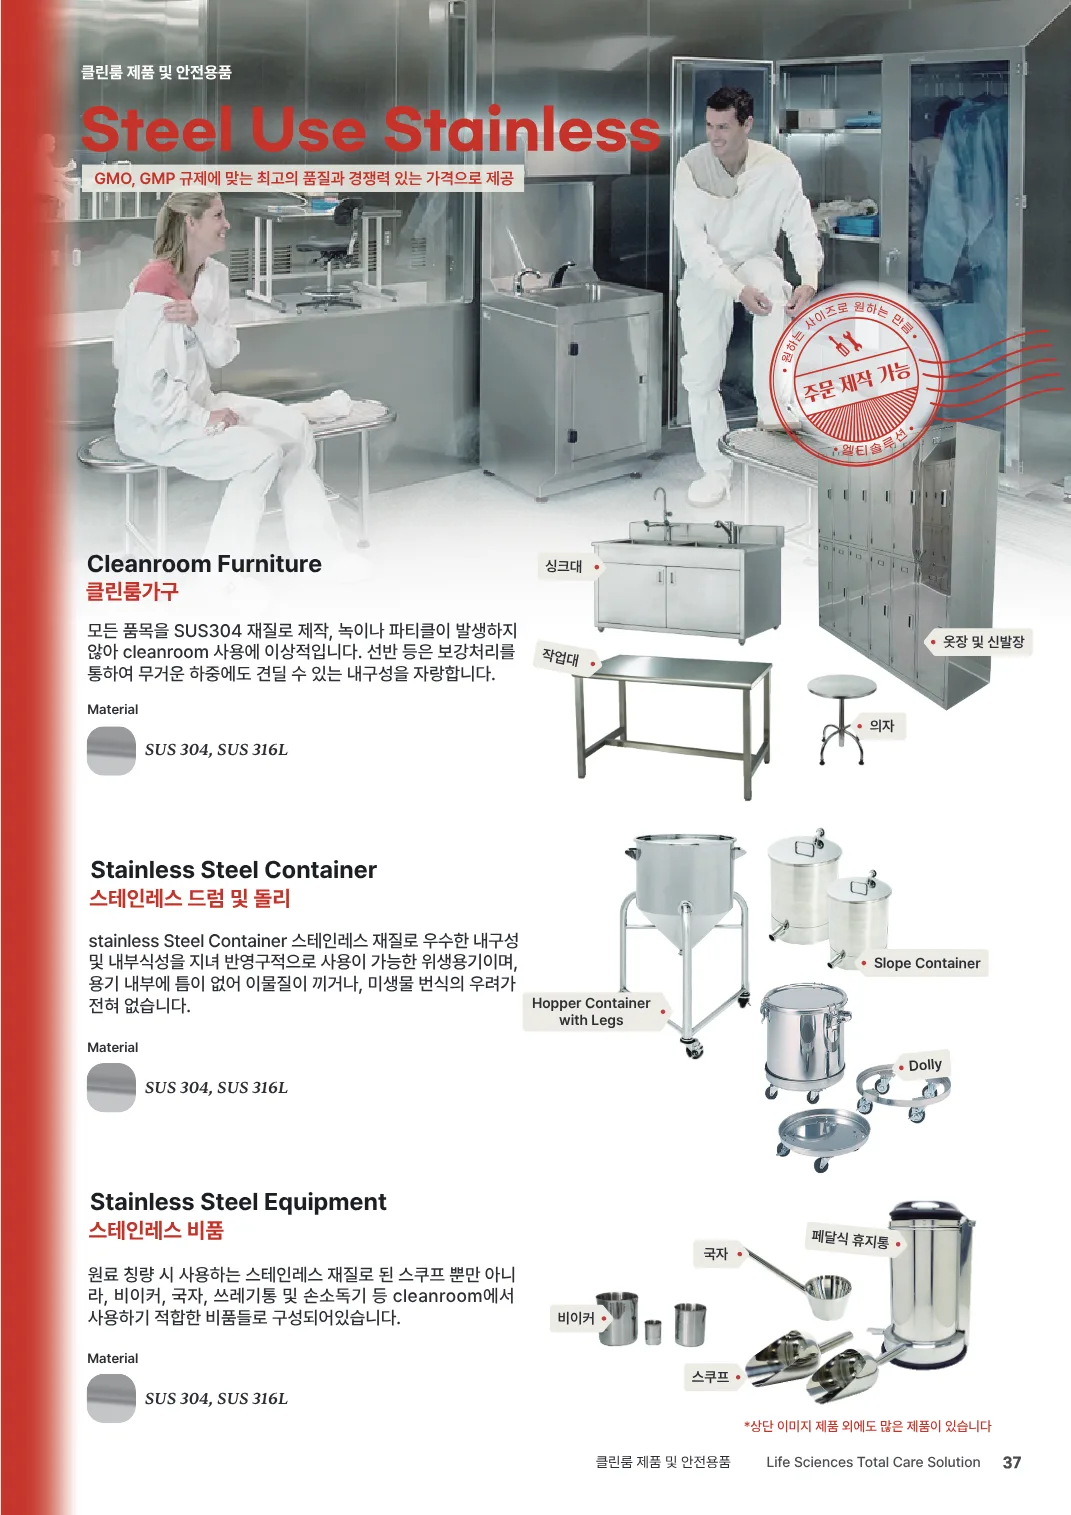 클린룸 제품 및 안전용품
Steel Use Stainless
GMO, GMP 규제에 맞는 최고의 품질과 경쟁력 있는 가격으로 제공
• 원하는 사이즈로 원하는 만큼 •
주문 제작 가능
• 엘티솔루션 •
Cleanroom Furniture
클린룸가구
모든 품목을 SUS304 재질로 제작, 녹이나 파티클이 발생하지
않아 cleanroom 사용에 이상적입니다. 선반 등은 보강처리를
통하여 무거운 하중에도 견딜 수 있는 내구성을 자랑합니다.
Material
SUS 304, SUS 316L
싱크대
작업대
옷장 및 신발장
의자
Stainless Steel Container
스테인레스 드럼 및 돌리
stainless Steel Container 스테인레스 재질로 우수한 내구성
및 내부식성을 지녀 반영구적으로 사용이 가능한 위생용기이며,
용기 내부에 틈이 없어 이물질이 끼거나, 미생물 번식의 우려가
전혀 없습니다.
Material
SUS 304, SUS 316L
Slope Container
Hopper Container
with Legs
Dolly
Stainless Steel Equipment
스테인레스 비품
원료 칭량 시 사용하는 스테인레스 재질로 된 스쿠프 뿐만 아니
라, 비이커, 국자, 쓰레기통 및 손소독기 등 cleanroom에서
사용하기 적합한 비품들로 구성되어있습니다.
Material
SUS 304, SUS 316L
국자
페달식 휴지통
비이커
스쿠프
*상단 이미지 제품 외에도 많은 제품이 있습니다
클린룸 제품 및 안전용품 Life Sciences Total Care Solution 37